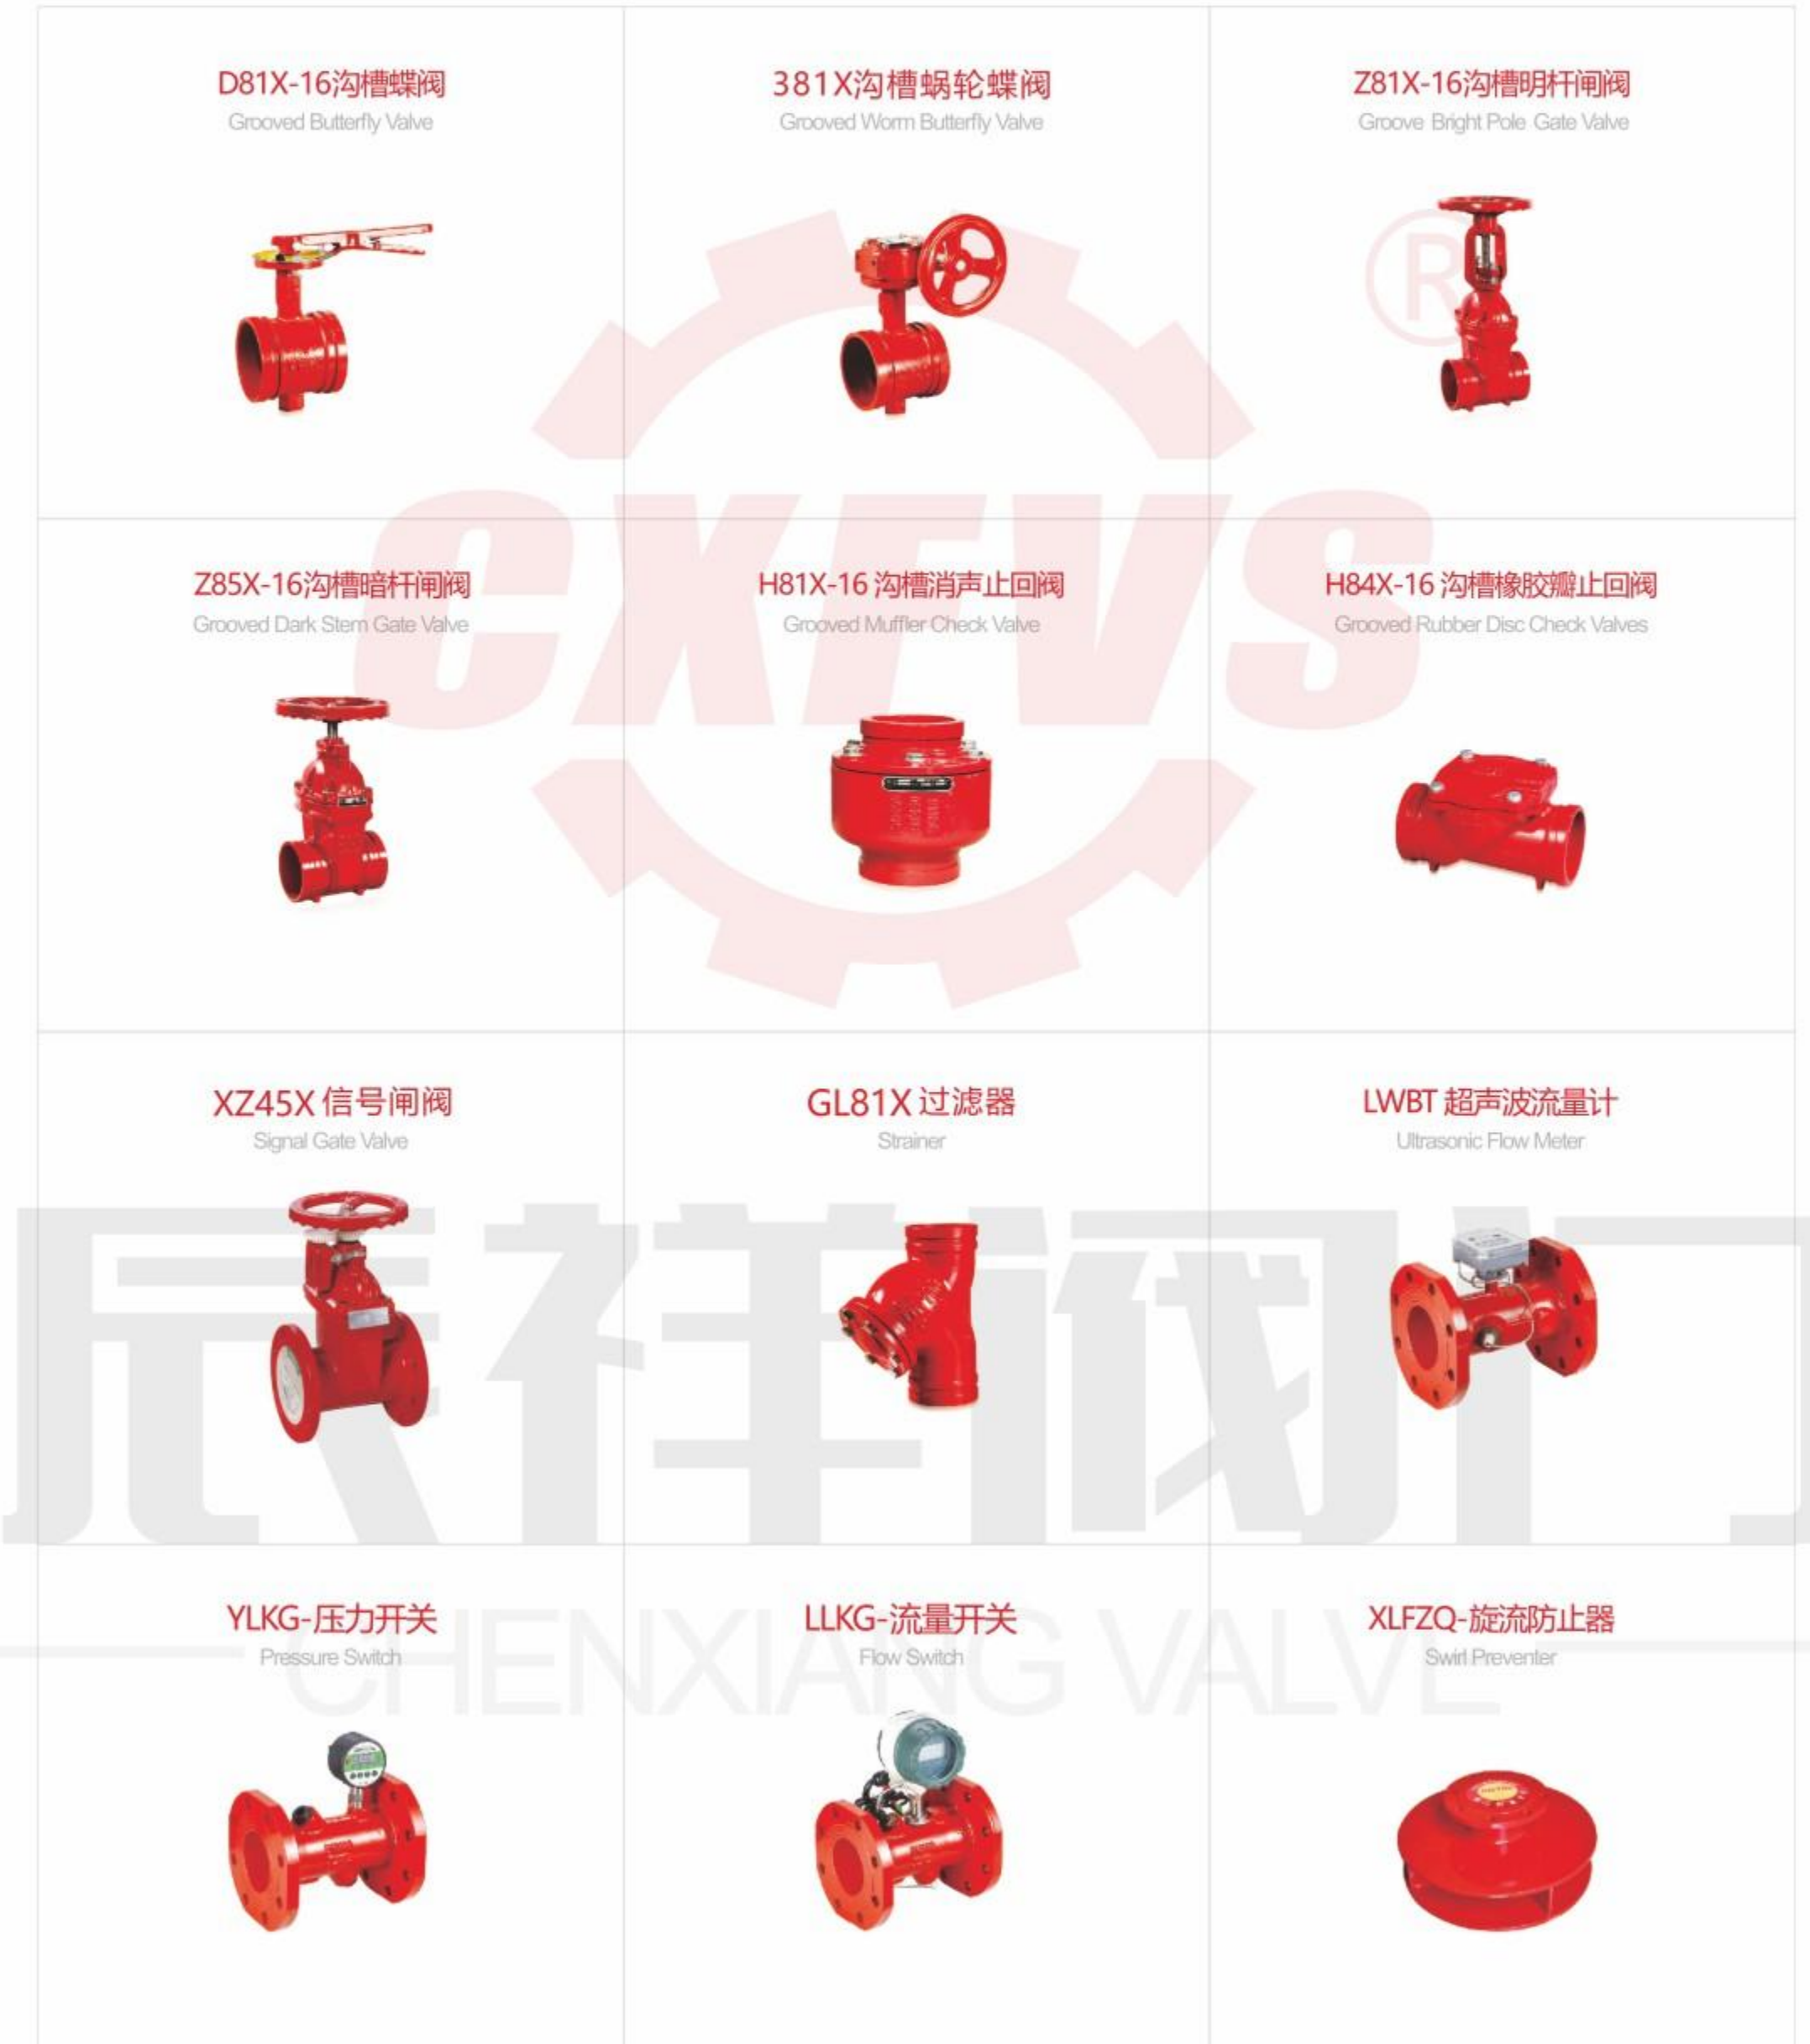 D81X-16沟槽蝶阀
Grooved Butterfly Valve
381X沟槽蜗轮蝶阀
Grooved Worm Butterfly Valve
Z81X-16沟槽明杆闸阀
Groove Bright Pole Gate Valve
®
CXFVS
Z85X-16沟槽暗杆闸阀
Grooved Dark Stem Gate Valve
H81X-16 沟槽消声止回阀
Grooved Muffler Check Valve
H84X-16 沟槽橡胶瓣止回阀
Grooved Rubber Disc Check Valves
XZ45X 信号闸阀
Signal Gate Valve
GL81X 过滤器
Strainer
LWBT 超声波流量计
Ultrasonic Flow Meter
辰祥阀门
YLKG-压力开关
Pressure Switch
LLKG-流量开关
Flow Switch
XLFZQ-旋流防止器
Swirl Preventer
CHENXIANG VALVE